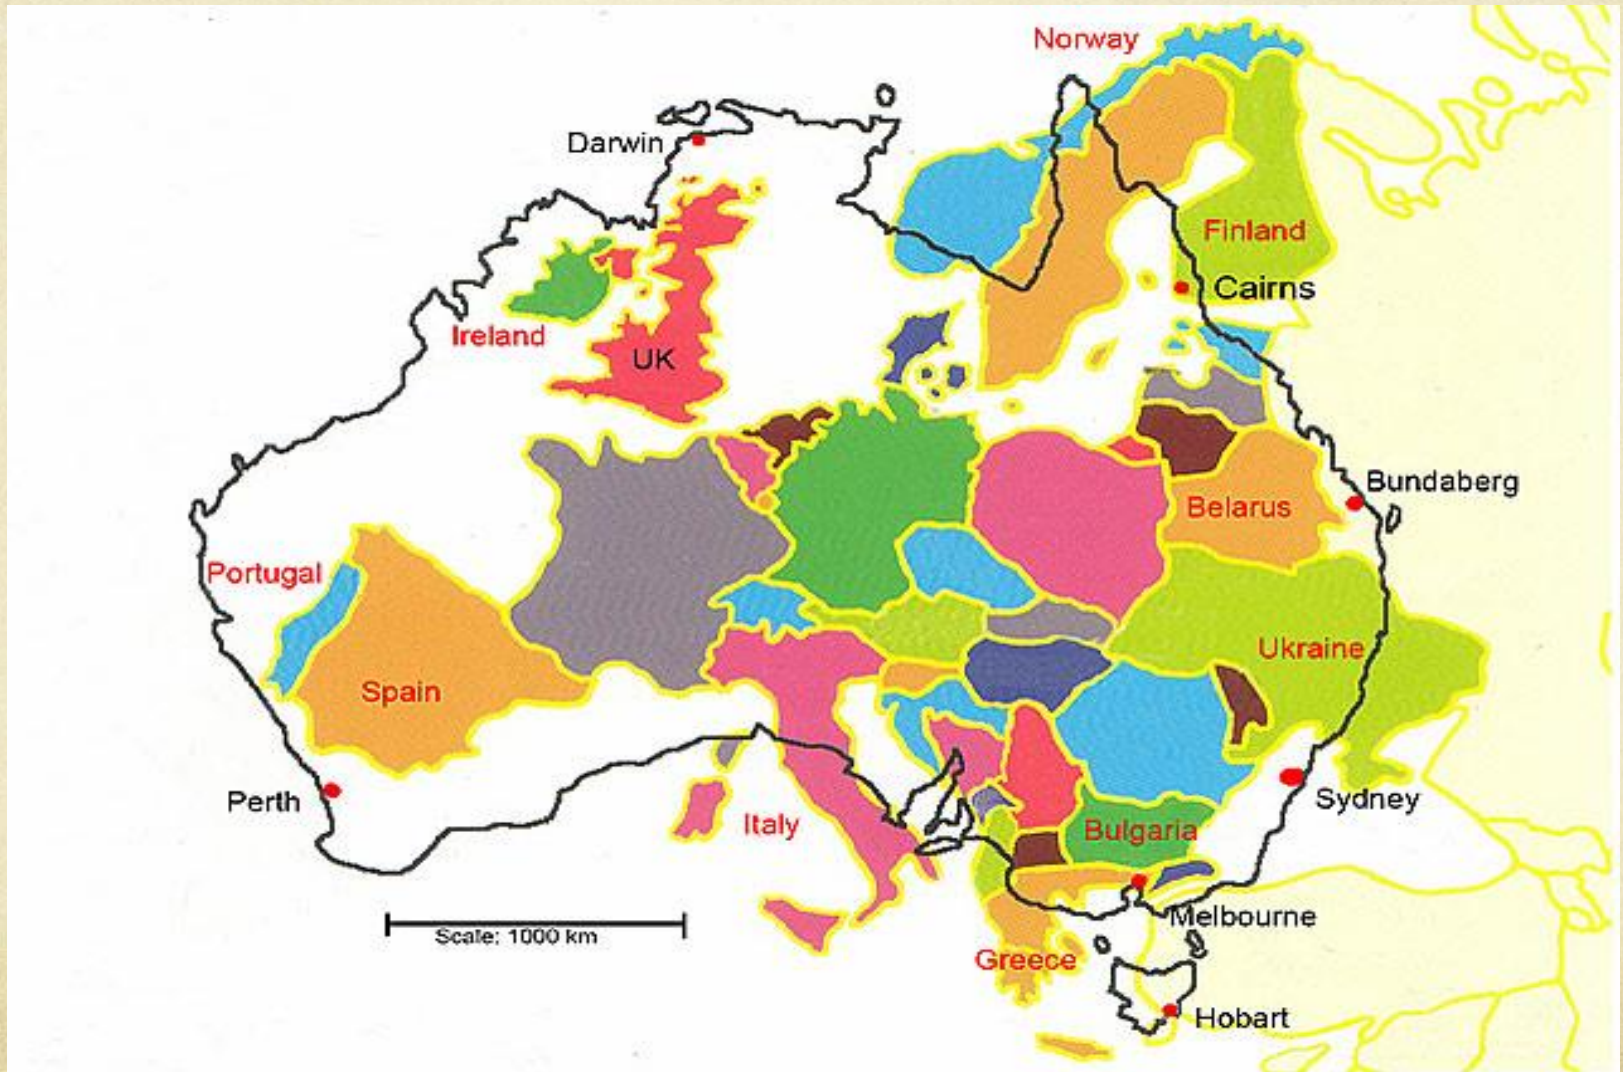 Norway
Darwin
Finland
Cairns
Ireland
UK
Bundaberg
Belarus
Portugal
Ukraine
Spain
Perth
Sydney
Italy
Bulgaria
Melbourne
Scale: 1000 km
Greece
Hobart